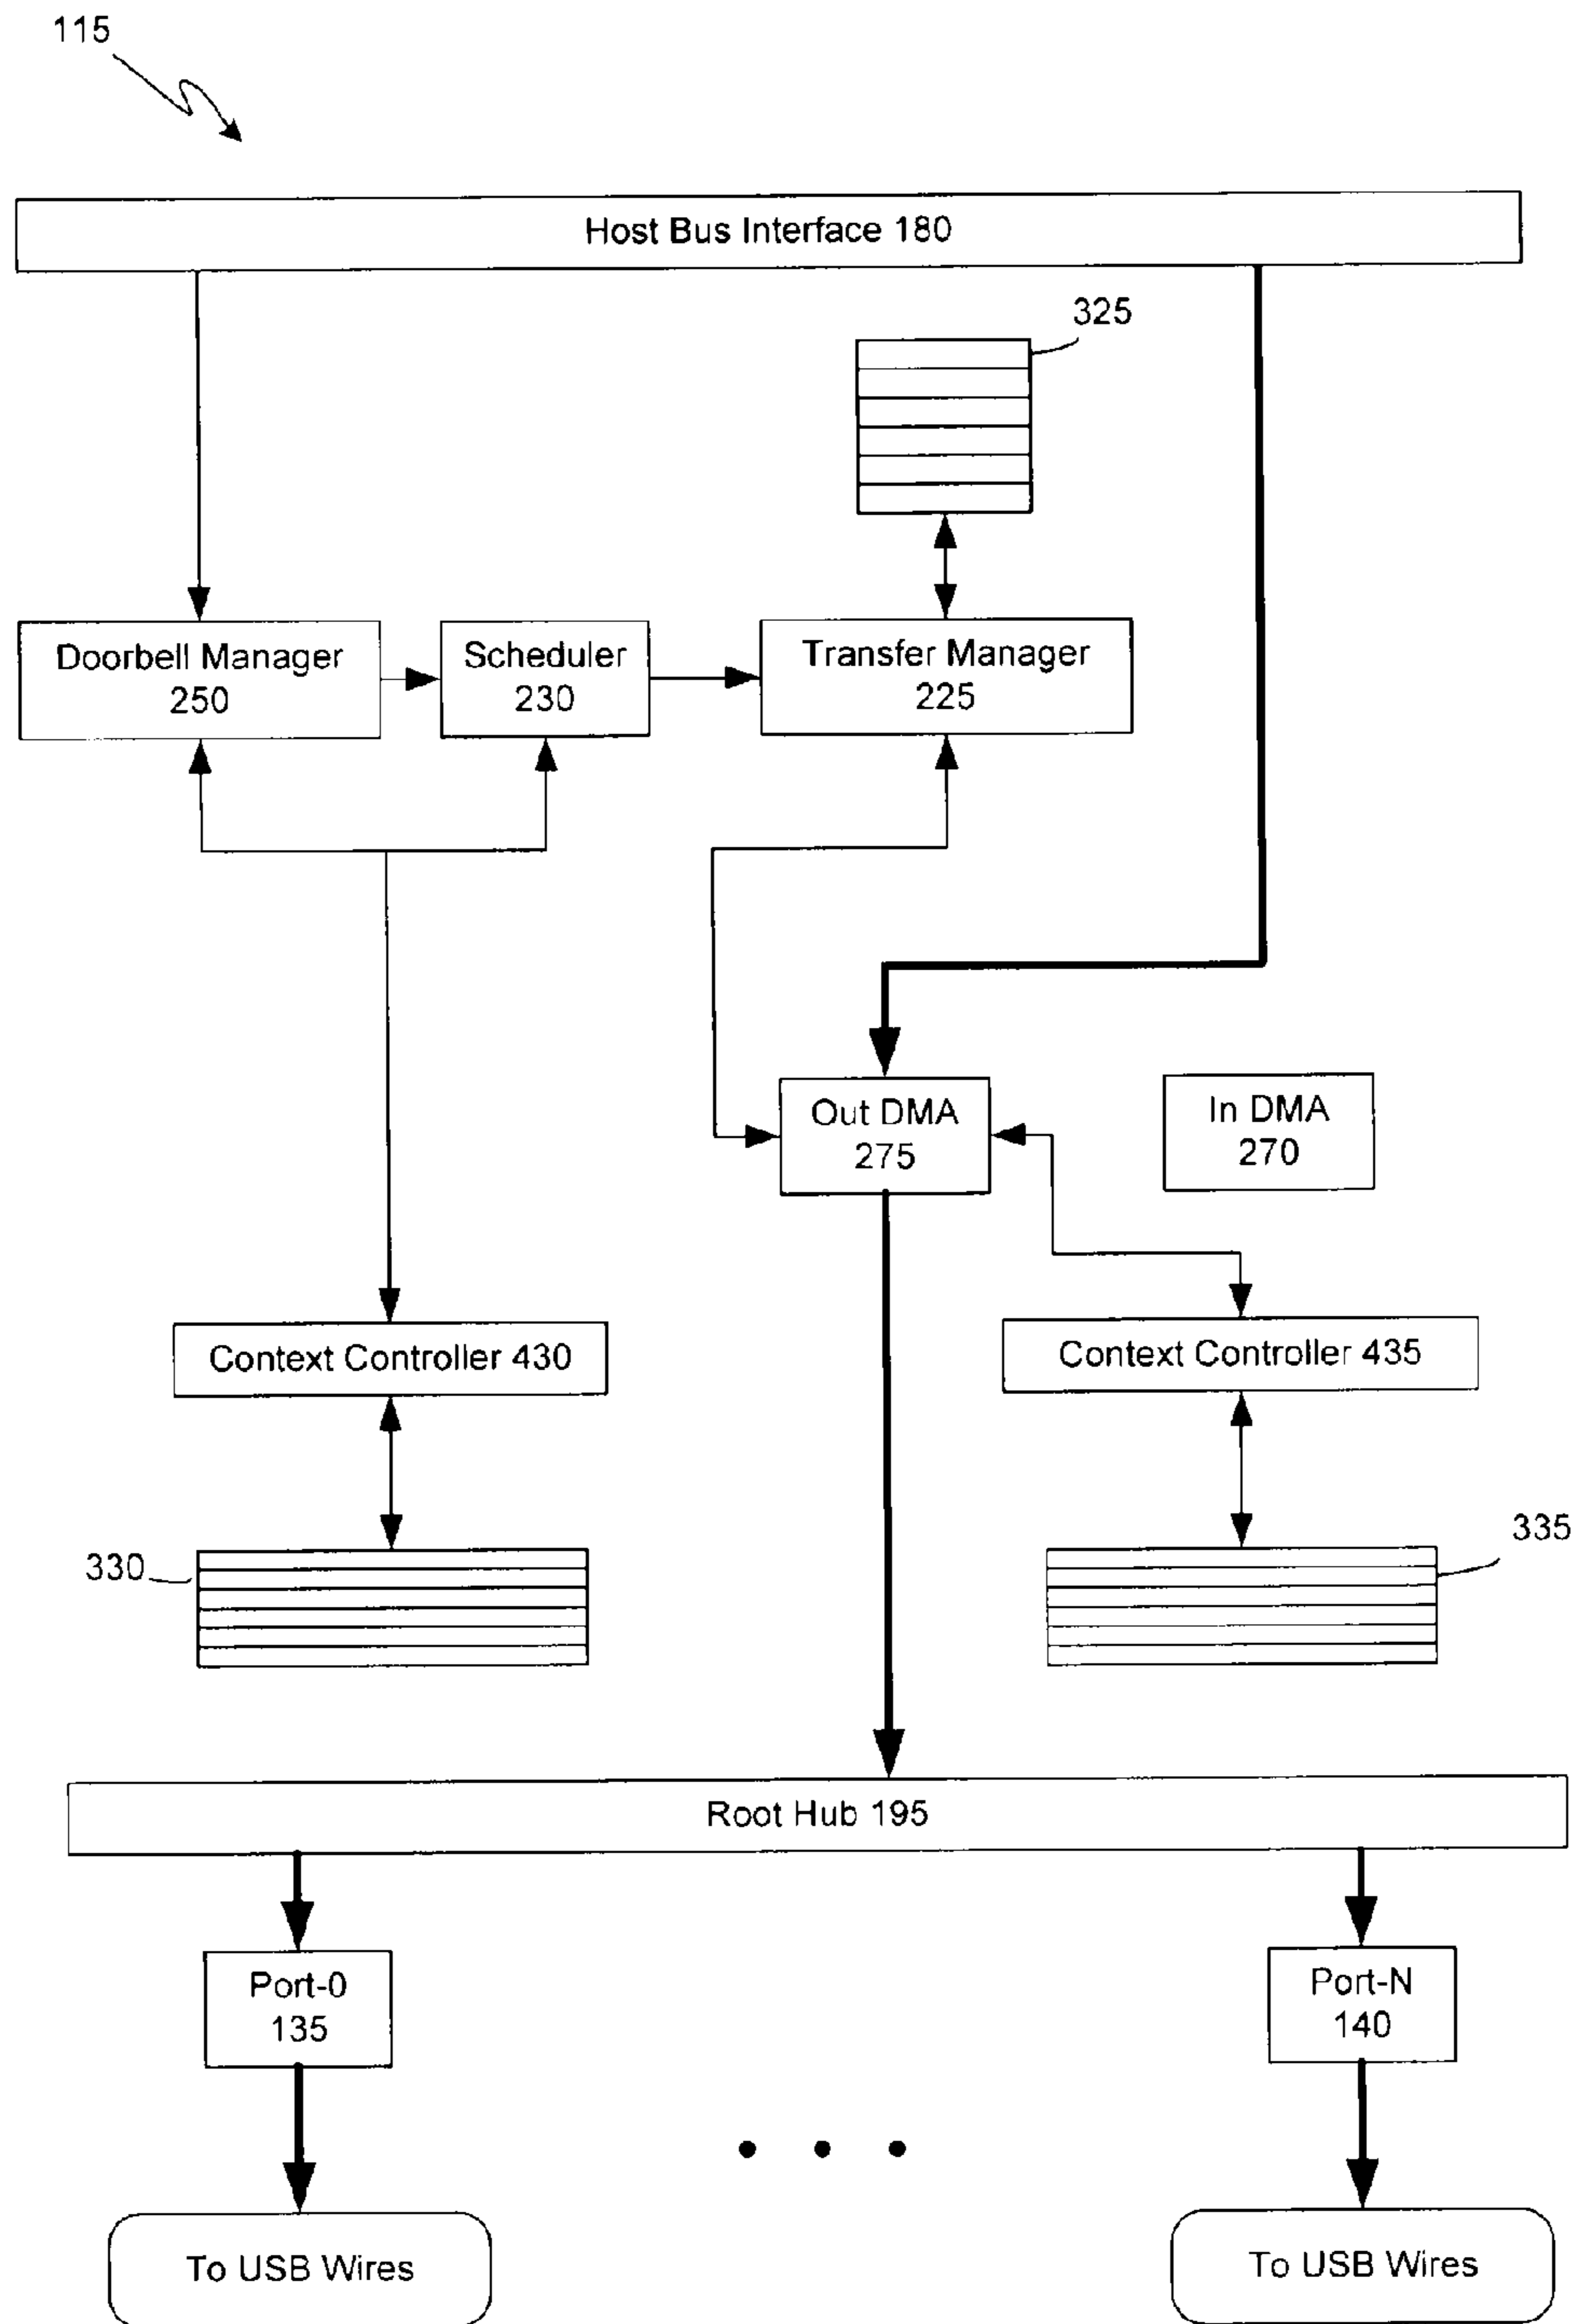 115
Host Bus Interface 180
325
Doorbell Manager
250
Scheduler
230
Transfer Manager
225
Out DMA
275
In DMA
270
Context Controller 430
Context Controller 435
330
335
Root Hub 195
Port-0
135
Port-N
140
To USB Wires
To USB Wires